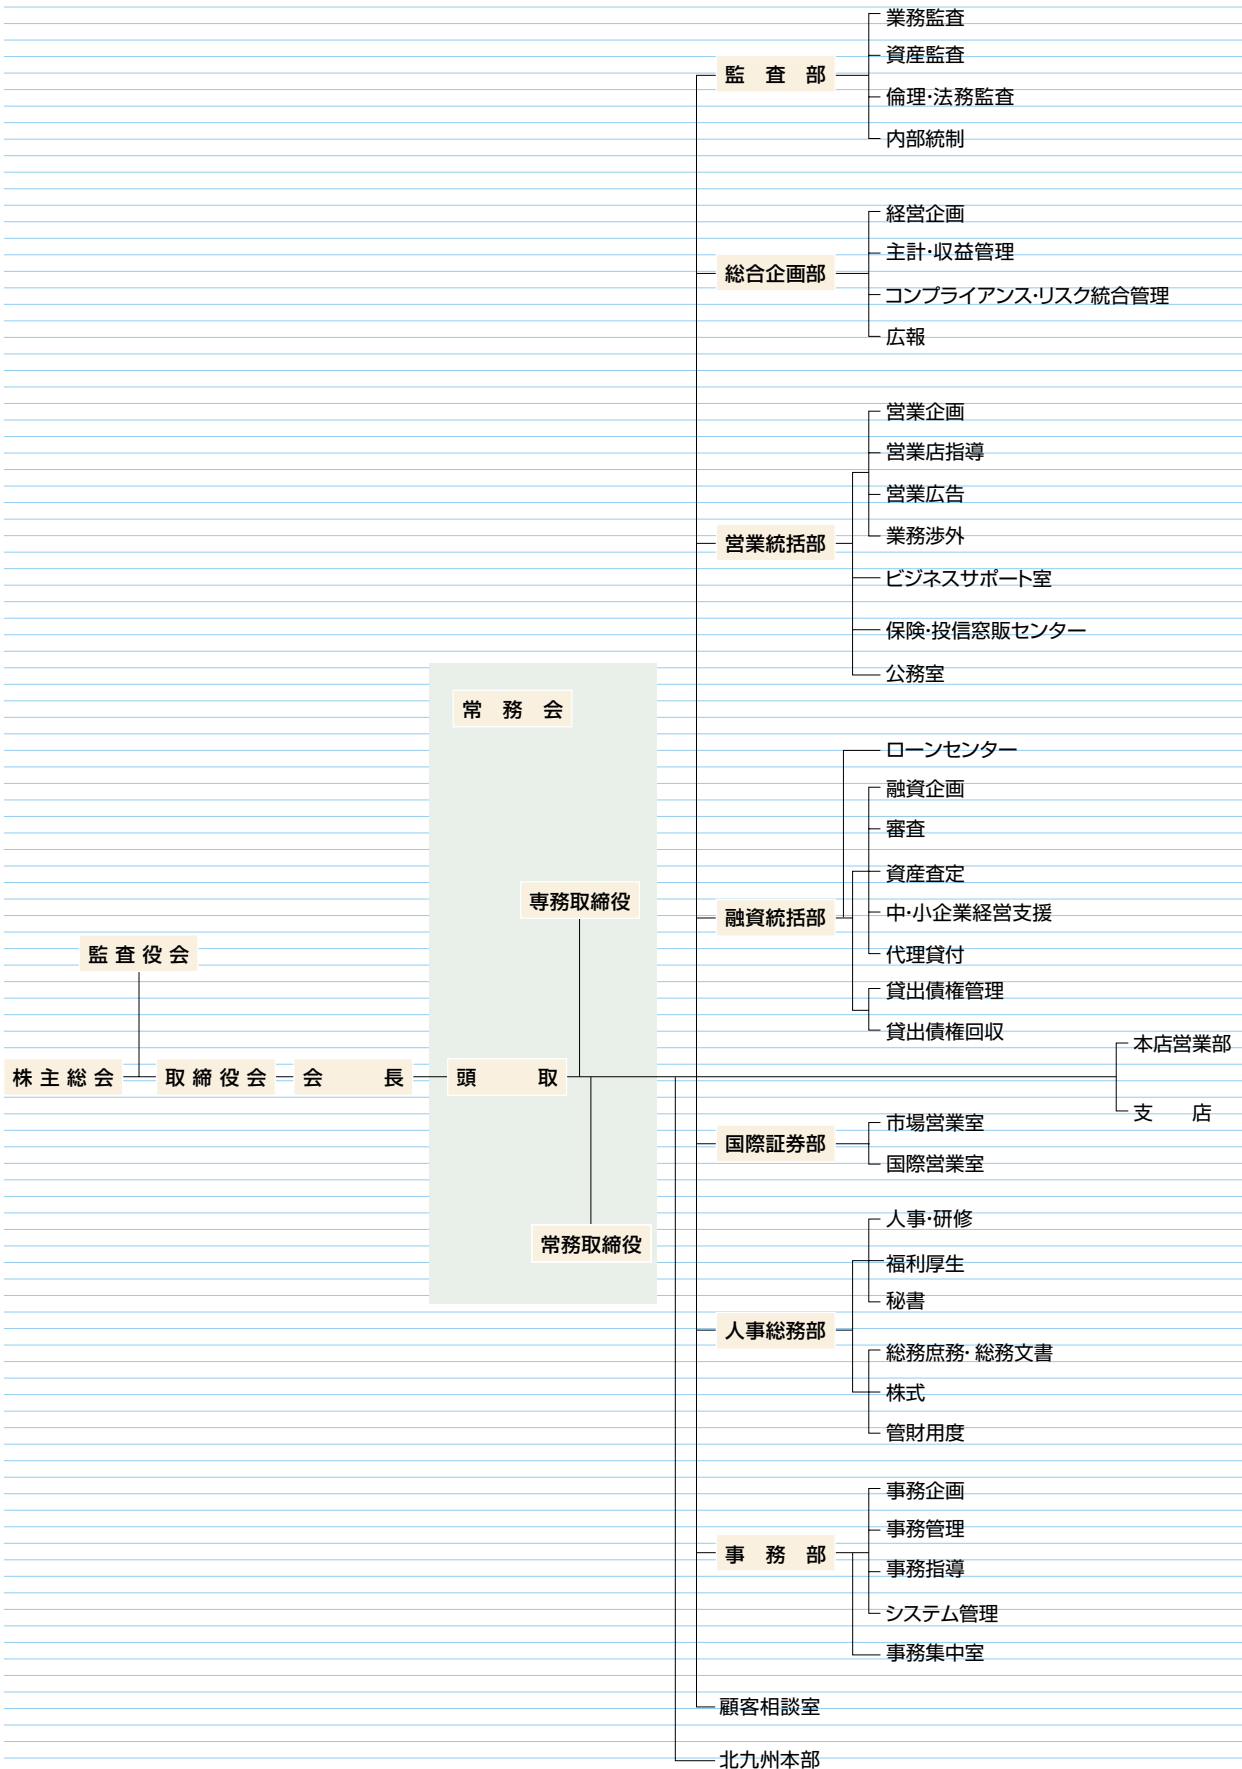 業務監査
資産監査
監　査　部
倫理・法務監査
内部統制
経営企画
主計・収益管理
総合企画部
コンプライアンス・リスク統合管理
広報
営業企画
営業店指導
営業広告
業務渉外
営業統括部
ビジネスサポート室
保険・投信窓販センター
公務室
常　務　会
ローンセンター
融資企画
審査
資産査定
専務取締役
融資統括部
中・小企業経営支援
代理貸付
監 査 役 会
貸出債権管理
貸出債権回収
本店営業部
株 主 総 会
取 締 役 会
会　　　長
頭　　　取
支　　店
市場営業室
国際証券部
国際営業室
人事・研修
常務取締役
福利厚生
秘書
人事総務部
総務庶務・総務文書
株式
管財用度
事務企画
事務管理
事　務　部
事務指導
システム管理
事務集中室
顧客相談室
北九州本部